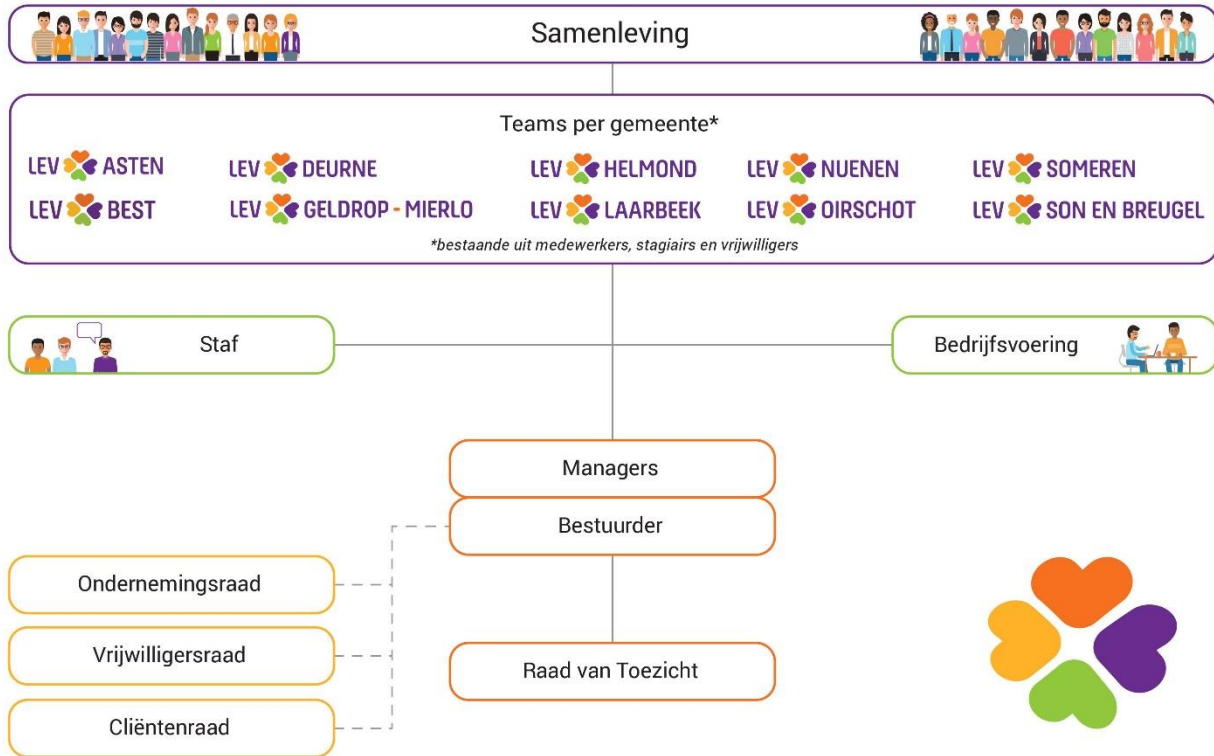 Samenleving
Teams per gemeente*
LEV ASTEN
LEV DEURNE
LEV HELMOND
LEV NUENEN
LEV SOMEREN
LEV BEST
LEV GELDROP - MIERLO
LEV LAARBEEK
LEV OIRSCHOT
LEV SON EN BREUGEL
*bestaande uit medewerkers, stagiairs en vrijwilligers
Staf
Bedrijfsvoering
Managers
Bestuurder
Ondernemingsraad
Vrijwilligersraad
Raad van Toezicht
Cliëntenraad